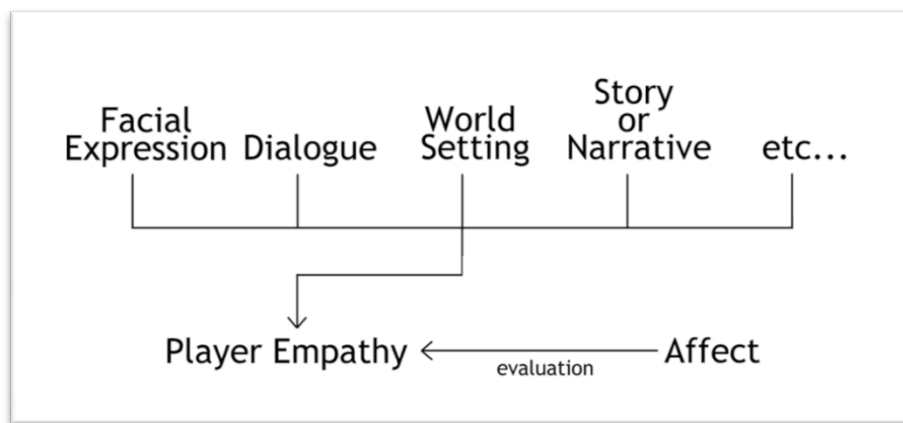 Facial
Expression
Dialogue
World
Setting
Story
or
Narrative
etc...
Player Empathy
evaluation
Affect